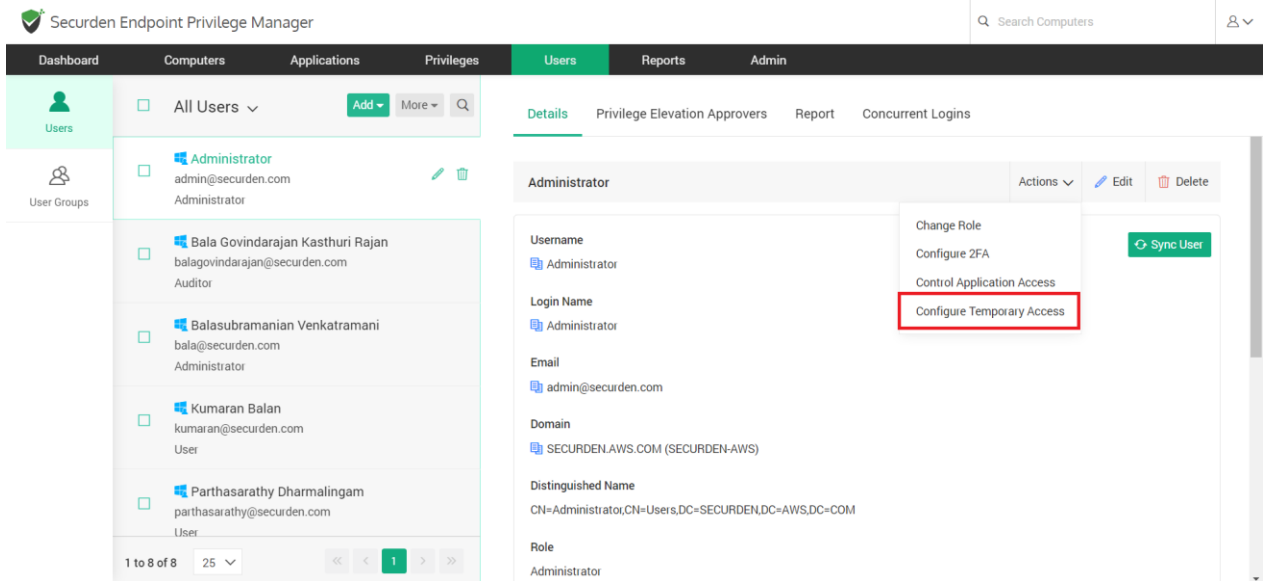 Securden Endpoint Privilege Manager
Search Computers
Dashboard Computers Applications Privileges Users Reports Admin
Users
User Groups
All Users
Add More
Administrator
admin@securden.com
Administrator
Bala Govindarajan Kasthuri Rajan
balagovindarajan@securden.com
Auditor
Balasubramanian Venkatramani
bala@securden.com
Administrator
Kumaran Balan
kumaran@securden.com
User
Parthasarathy Dharmalingam
parthasarathy@securden.com
User
1 to 8 of 8 25 « < 1 > »
Details Privilege Elevation Approvers Report Concurrent Logins
Administrator Actions Edit Delete
Change Role
Configure 2FA
Control Application Access
Configure Temporary Access
Sync User
Username
Administrator
Login Name
Administrator
Email
admin@securden.com
Domain
SECURDEN.AWS.COM (SECURDEN-AWS)
Distinguished Name
CN=Administrator,CN=Users,DC=SECURDEN,DC=AWS,DC=COM
Role
Administrator